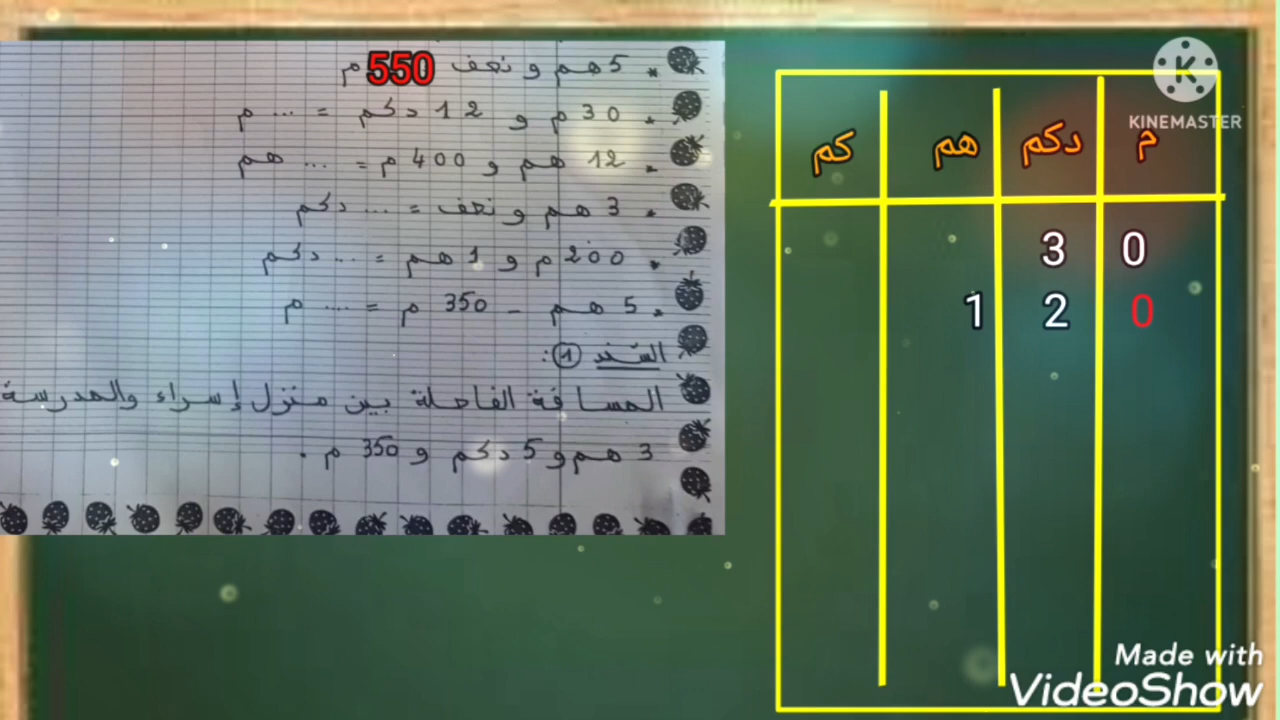 5 هم و نصف 550 م
30 م و 12 دكم = ... م
12 هم و 400 م = ... هم
3 هم و نصف = ... دكم
200 م و 1 هم = ... دكم
5 هم - 350 م = .... م
السّند 1 :
المسافة الفاصلة بين منزل إسراء والمدرسة
3 هم و 5 دكم و 350 م .
كم هم دكم م
3 0
1 2 0
K
KINEMASTER
Made with
VideoShow